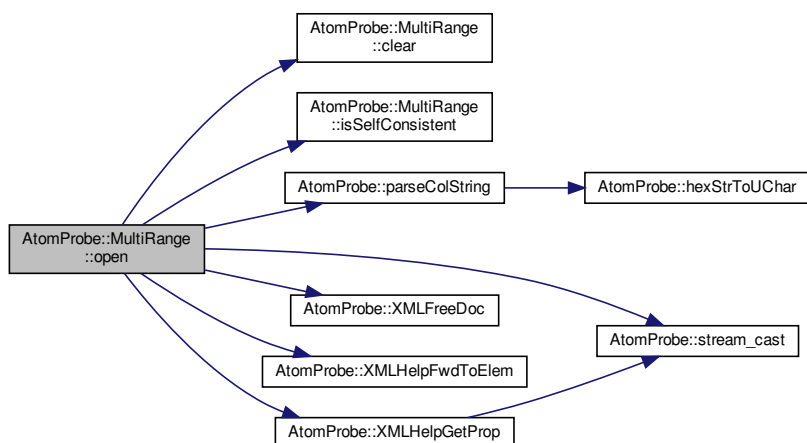 AtomProbe::MultiRange
::clear
AtomProbe::MultiRange
::isSelfConsistent
AtomProbe::parseColString
AtomProbe::hexStrToUChar
AtomProbe::MultiRange
::open
AtomProbe::XMLFreeDoc
AtomProbe::stream_cast
AtomProbe::XMLHelpFwdToElem
AtomProbe::XMLHelpGetProp